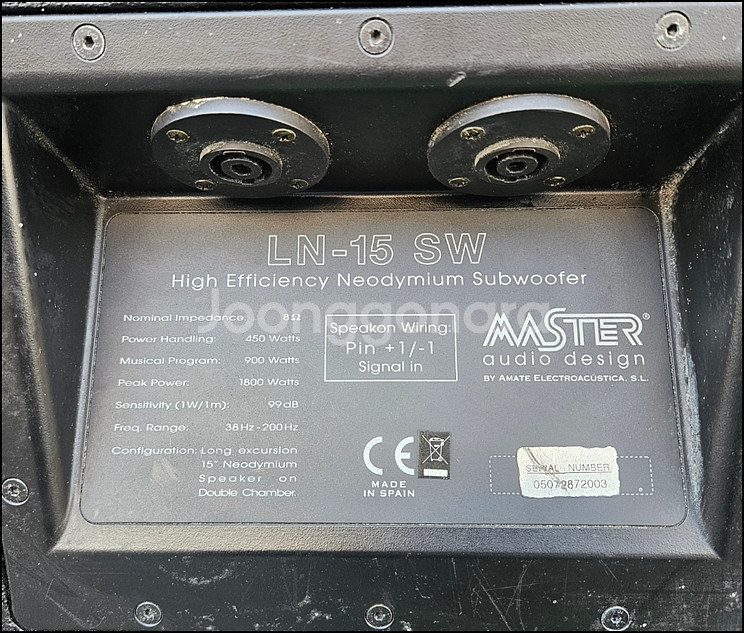 LN-15 SW
High Efficiency Neodymium Subwoofer
Nominal Impedance: 8Ω
Power Handling: 450 Watts
Musical Program: 900 Watts
Peak Power: 1800 Watts
Sensitivity (1W/1m): 99dB
Freq. Range: 38Hz-200Hz
Configuration: Long excursion
15" Neodymium
Speaker on
Double Chamber.
Speakon Wiring:
Pin +1/-1
Signal in
MASTER®
audio design
BY AMATE ELECTROACÚSTICA, S.L.
CE
MADE
IN SPAIN
SERIAL NUMBER
05072872003
Joonggonara